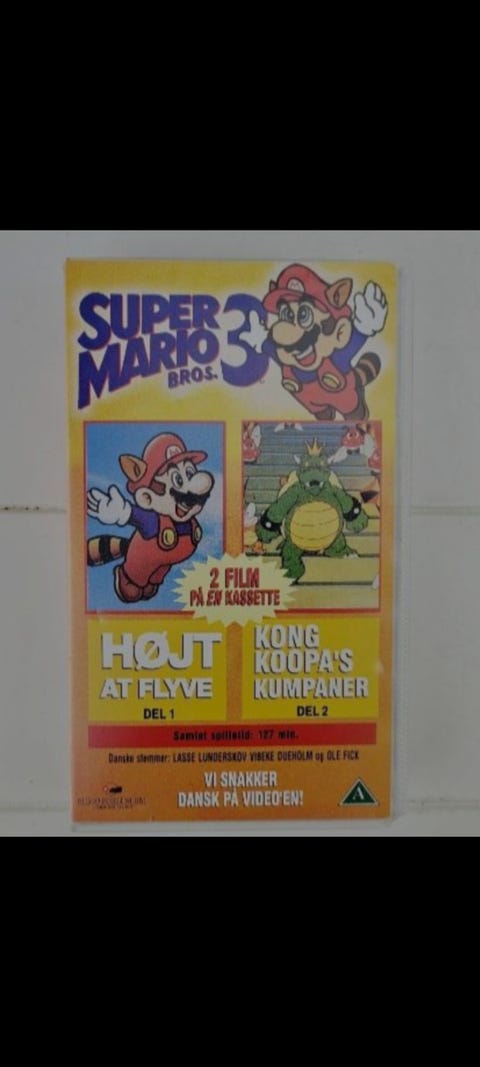 SUPER
MARIO
BROS. 3
2 FILM
PÅ EN KASSETTE
HØJT
AT FLYVE
DEL 1
KONG
KOOPA'S
KUMPANER
DEL 2
Samlet spilletid: 127 min.
Danske stemmer: LASSE LUNDERSKOV VIBEKE DUEHOLM og OLE FICK
VI SNAKKER
DANSK PÅ VIDEO'EN!
A